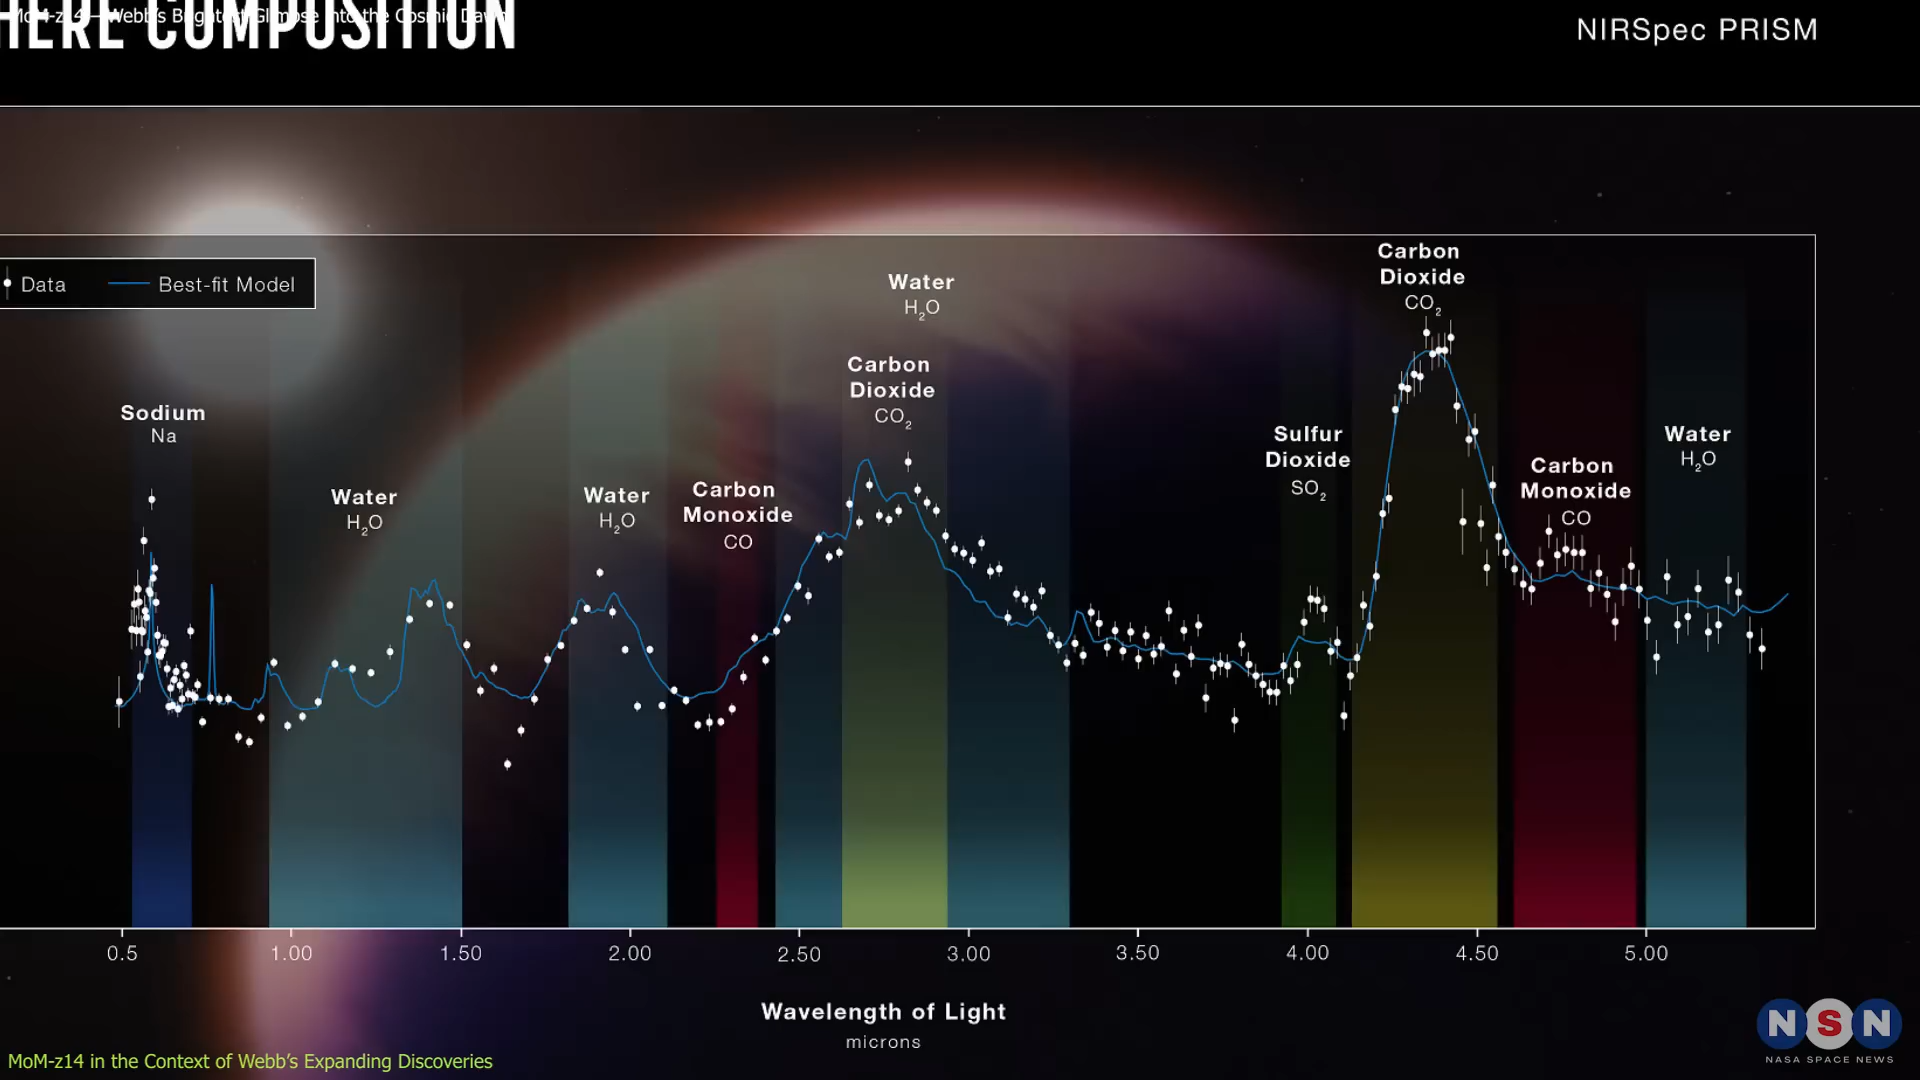 MoM-z14 – Webb's Brightest Glimpse into the Cosmic Dawn
HERE COMPOSITION
NIRSpec PRISM
Data
Best-fit Model
Sodium
Na
Water
H₂O
Water
H₂O
Carbon
Monoxide
CO
Water
H₂O
Carbon
Dioxide
CO₂
Sulfur
Dioxide
SO₂
Carbon
Dioxide
CO₂
Carbon
Monoxide
CO
Water
H₂O
0.5 1.00 1.50 2.00 2.50 3.00 3.50 4.00 4.50 5.00
Wavelength of Light
microns
MoM-z14 in the Context of Webb's Expanding Discoveries
NSN
NASA SPACE NEWS